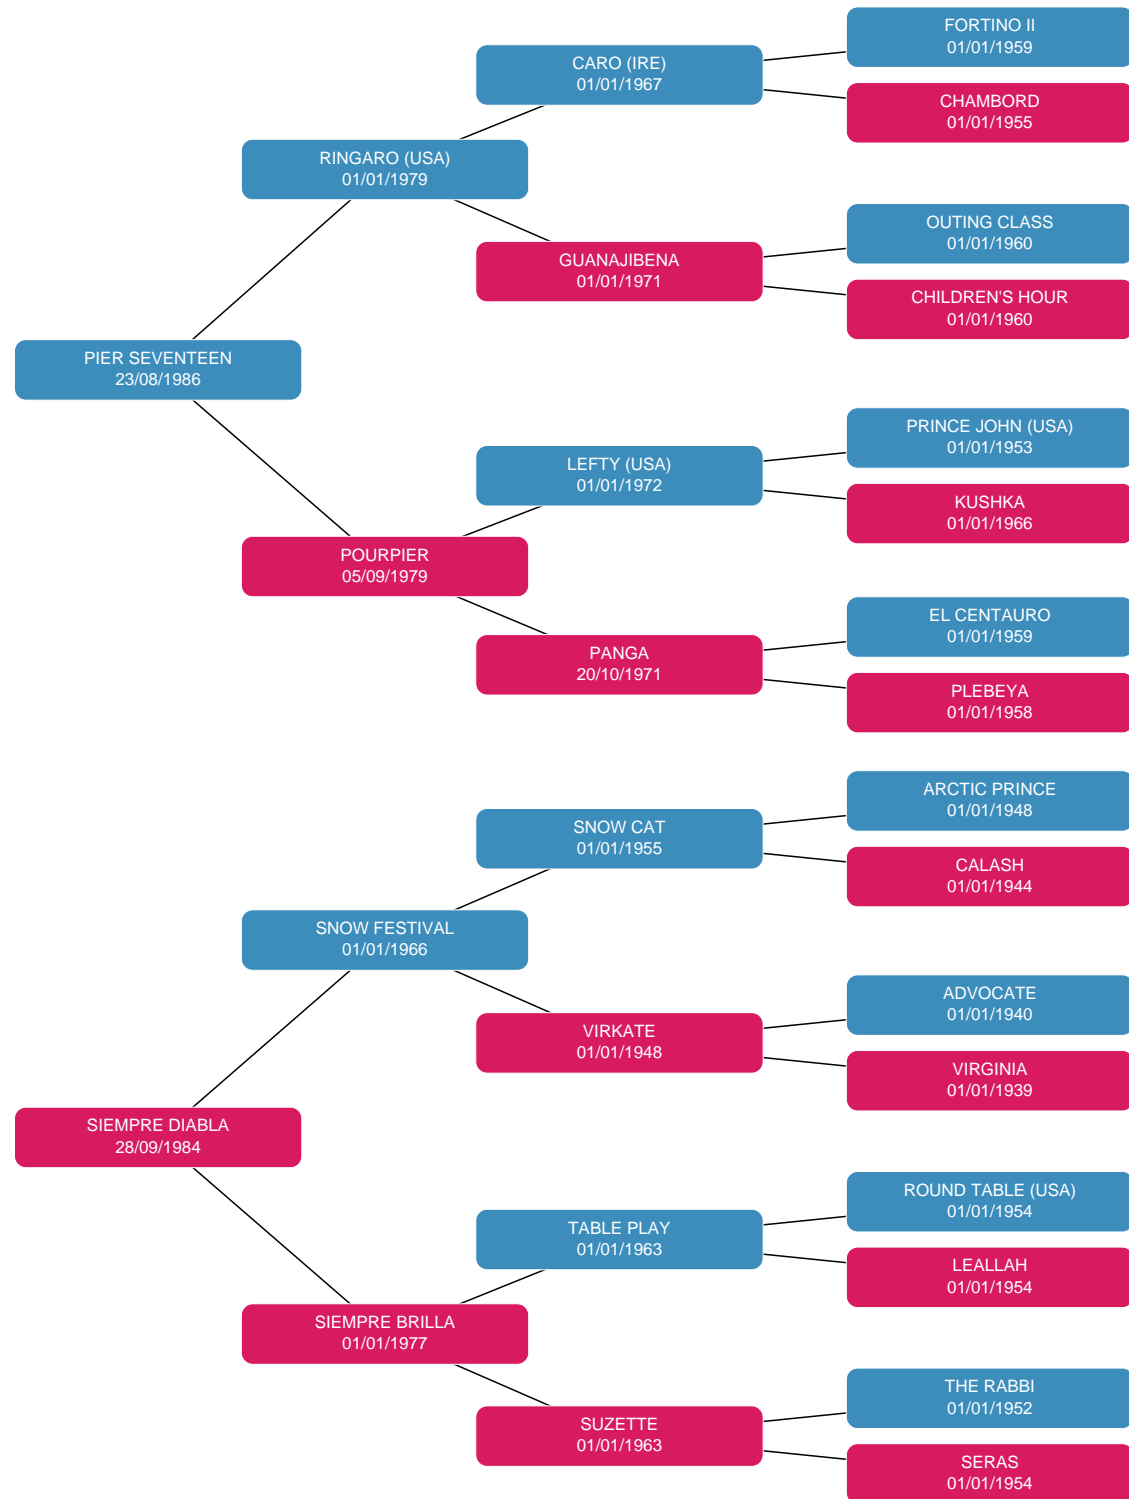 FORTINO II
01/01/1959
CARO (IRE)
01/01/1967
CHAMBORD
01/01/1955
RINGARO (USA)
01/01/1979
OUTING CLASS
01/01/1960
GUANAJIBENA
01/01/1971
CHILDREN'S HOUR
01/01/1960
PIER SEVENTEEN
23/08/1986
PRINCE JOHN (USA)
01/01/1953
LEFTY (USA)
01/01/1972
KUSHKA
01/01/1966
POURPIER
05/09/1979
EL CENTAURO
01/01/1959
PANGA
20/10/1971
PLEBEYA
01/01/1958
ARCTIC PRINCE
01/01/1948
SNOW CAT
01/01/1955
CALASH
01/01/1944
SNOW FESTIVAL
01/01/1966
ADVOCATE
01/01/1940
VIRKATE
01/01/1948
VIRGINIA
01/01/1939
SIEMPRE DIABLA
28/09/1984
ROUND TABLE (USA)
01/01/1954
TABLE PLAY
01/01/1963
LEALLAH
01/01/1954
SIEMPRE BRILLA
01/01/1977
THE RABBI
01/01/1952
SUZETTE
01/01/1963
SERAS
01/01/1954